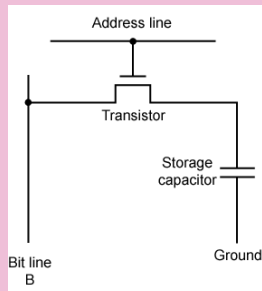 Address line
Transistor
Storage
capacitor
Ground
Bit line
B